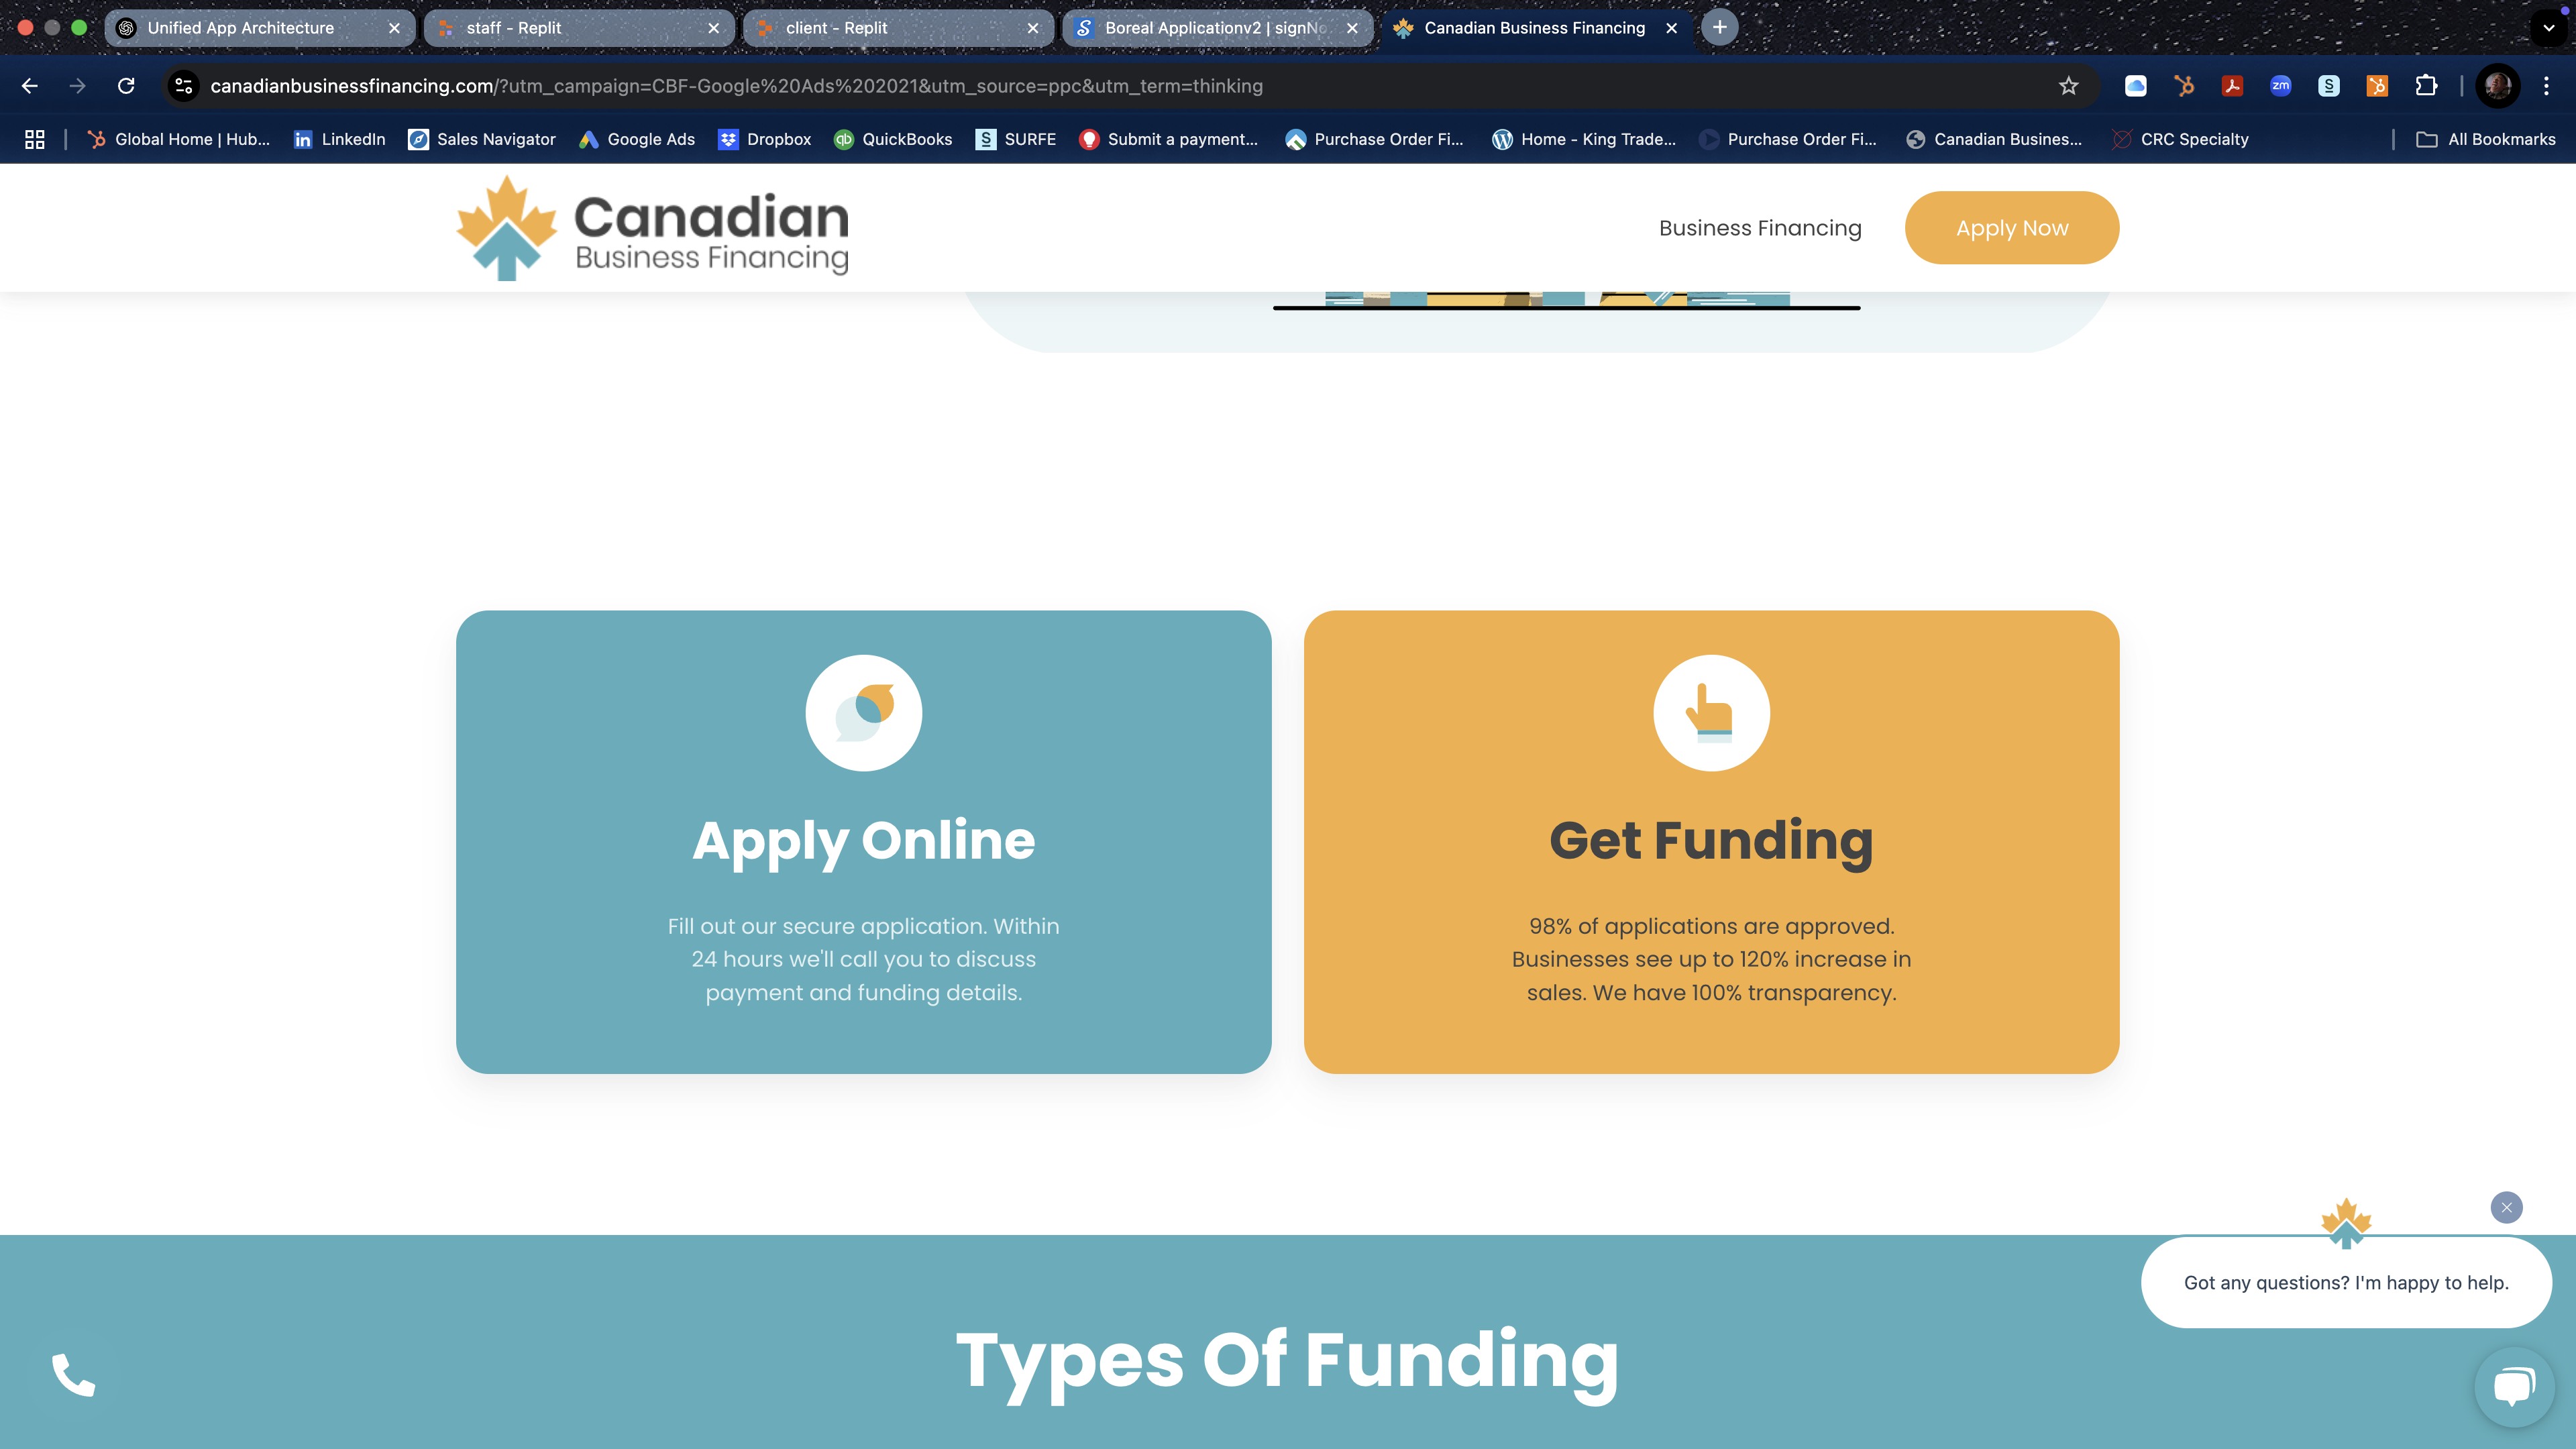 Unified App Architecture
staff - Replit
client - Replit
Boreal Applicationv2 | signNo
Canadian Business Financing
canadianbusinessfinancing.com/?utm_campaign=CBF-Google%20Ads%202021&utm_source=ppc&utm_term=thinking
zm
S
Global Home | Hub...
in LinkedIn
Sales Navigator
Google Ads
Dropbox
qb QuickBooks
S SURFE
Submit a payment...
Purchase Order Fi...
Home - King Trade...
Purchase Order Fi...
Canadian Busines...
CRC Specialty
All Bookmarks
Canadian
Business Financing
Business Financing
Apply Now
Apply Online
Fill out our secure application. Within
24 hours we'll call you to discuss
payment and funding details.
Get Funding
98% of applications are approved.
Businesses see up to 120% increase in
sales. We have 100% transparency.
Got any questions? I'm happy to help.
Types Of Funding